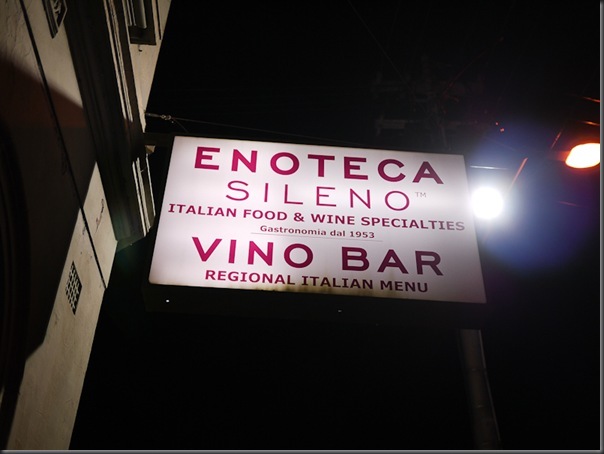 ENOTECA
SILENO™
ITALIAN FOOD & WINE SPECIALTIES
Gastronomia dal 1953
VINO BAR
REGIONAL ITALIAN MENU